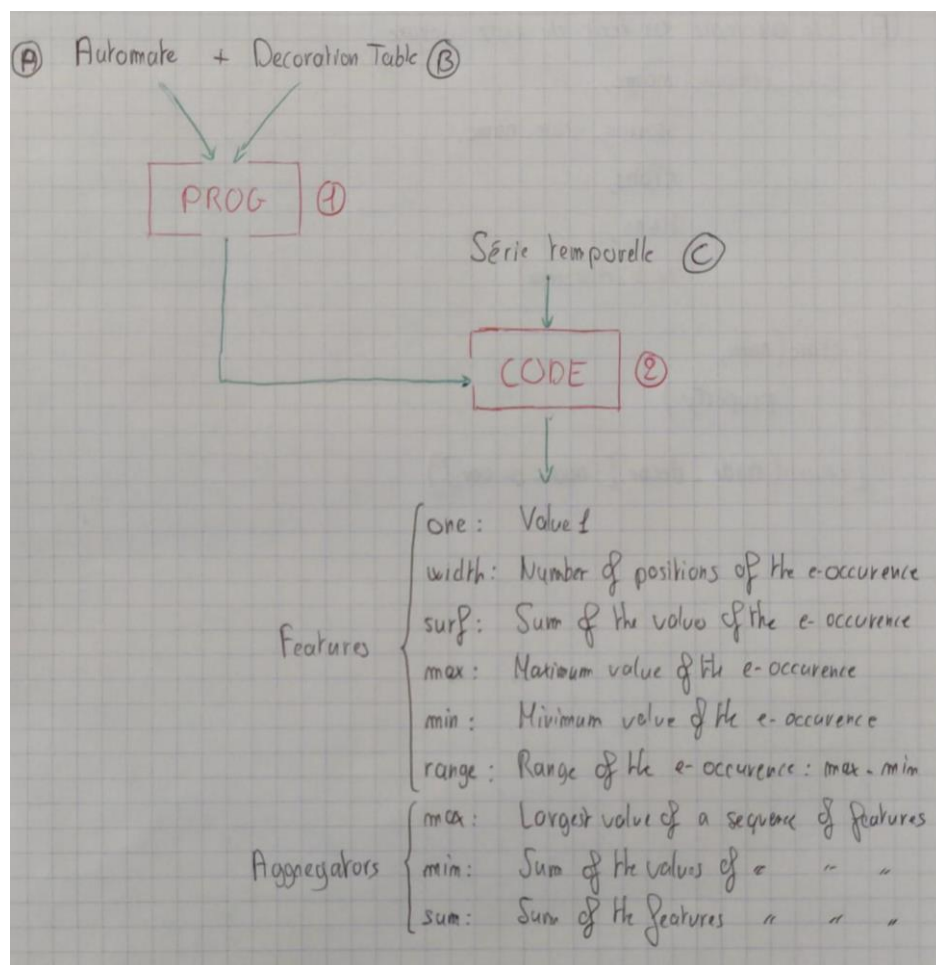 A Automate + Decoration Table B
PROG 1
Série temporelle C
CODE 2
one : Value 1
width : Number of positions of the e-occurence
surf : Sum of the value of the e-occurence
Features
max : Maximum value of the e-occurence
min : Minimum value of the e-occurence
range : Range of the e-occurence : max - min
max : Largest value of a sequence of features
Aggregators
min : Sum of the values of " " "
sum : Sum of the features " " "